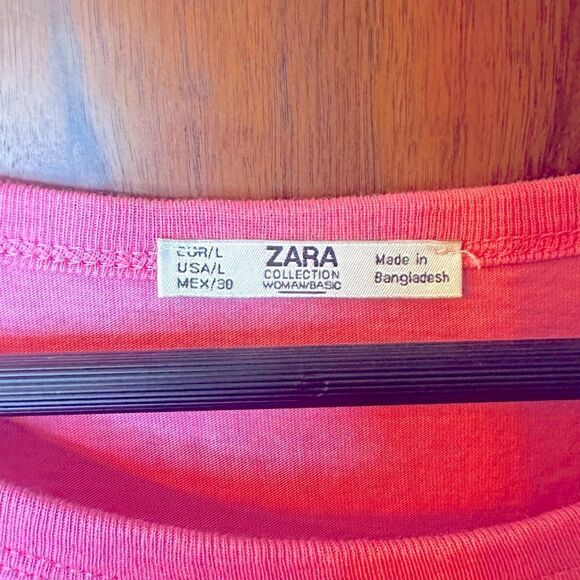 EUR/L
USA/L
MEX/30
ZARA
COLLECTION
WOMAN/BASIC
Made in
Bangladesh